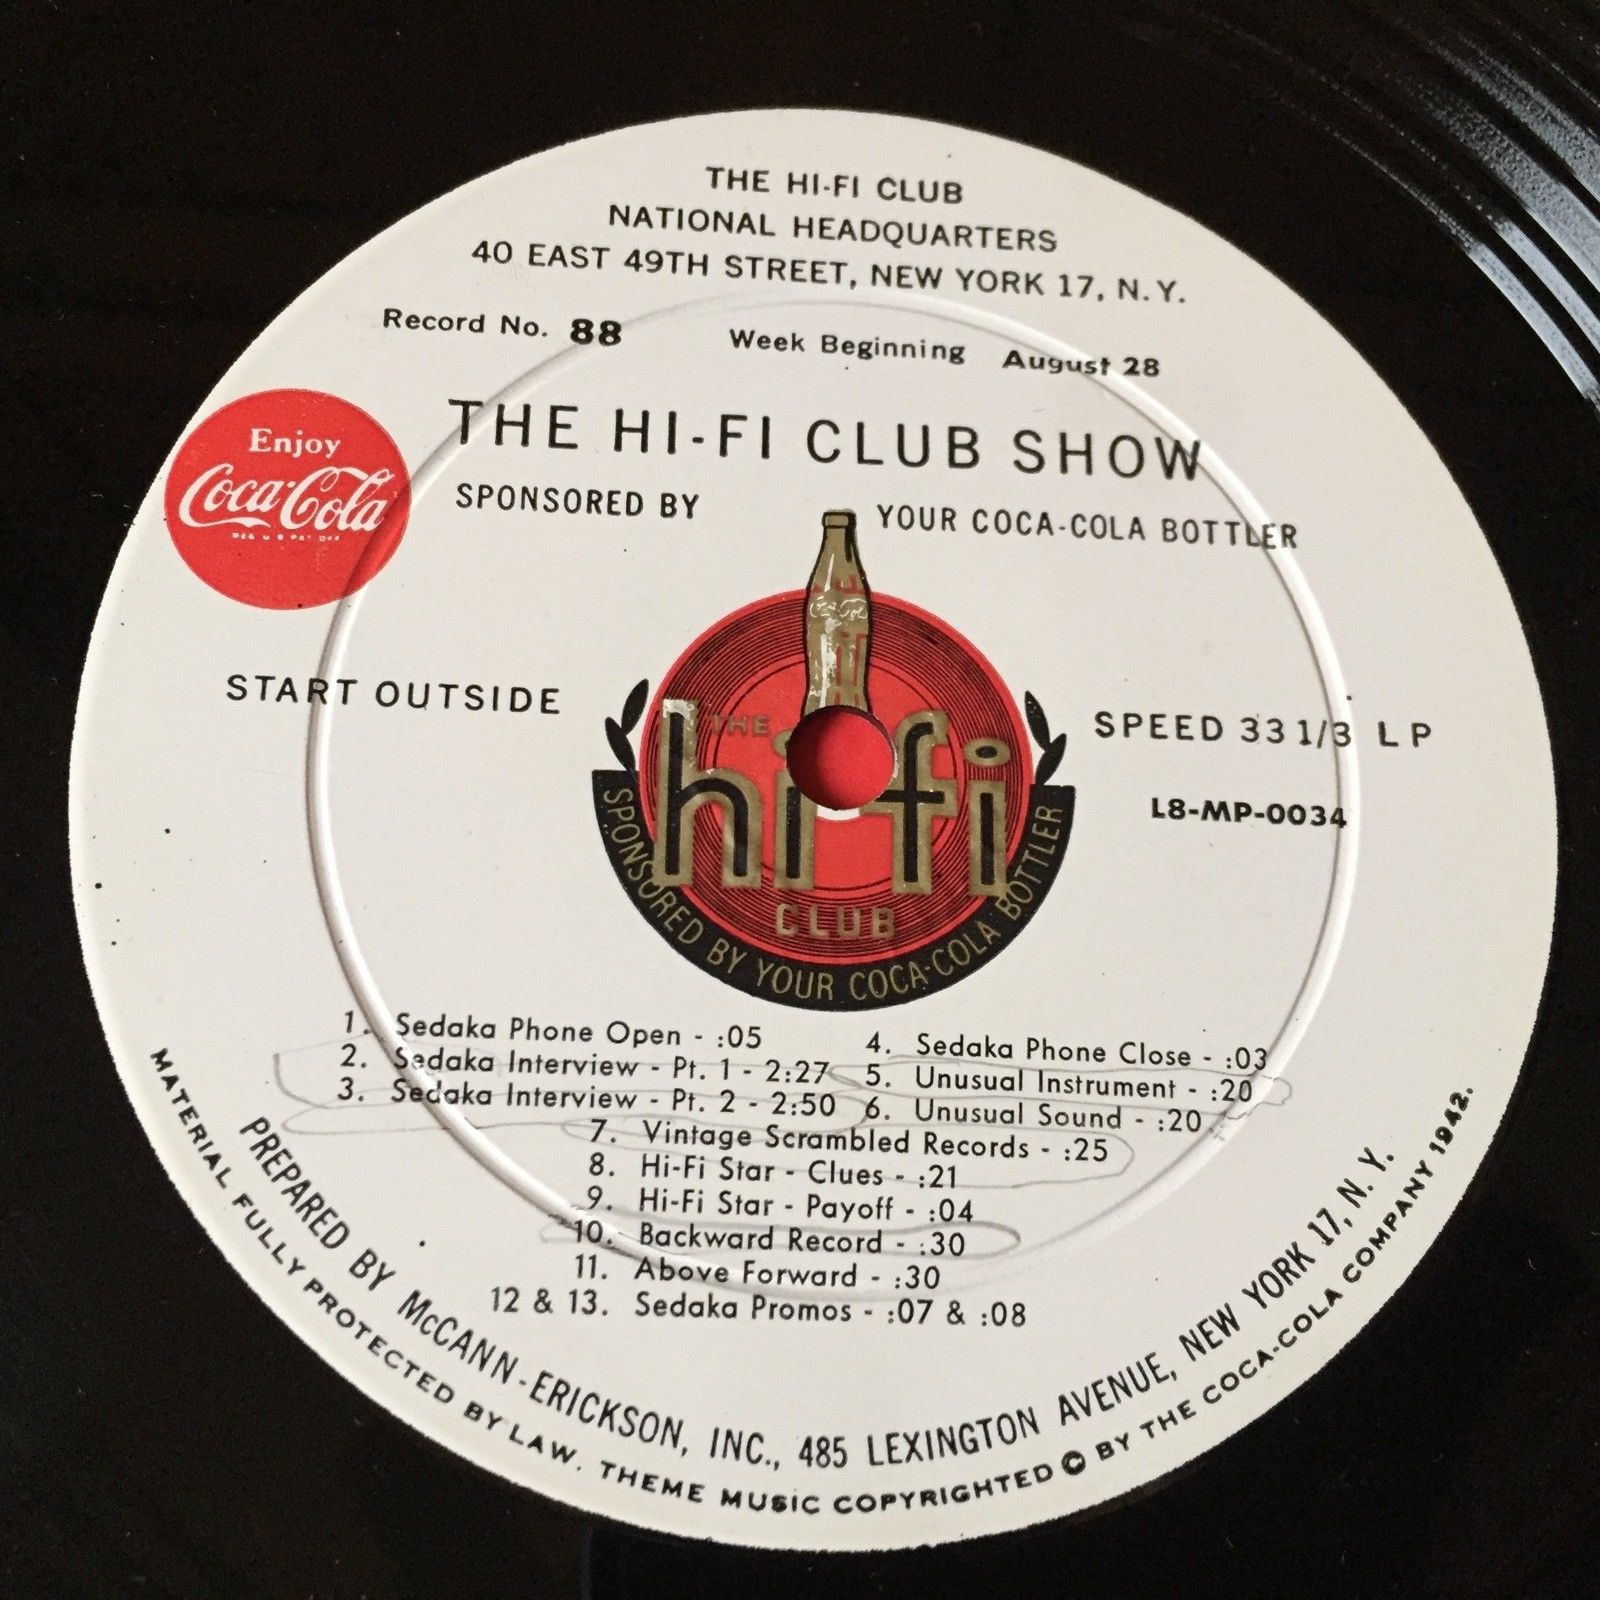 THE HI-FI CLUB
NATIONAL HEADQUARTERS
40 EAST 49TH STREET, NEW YORK 17, N.Y.
Record No. 88 Week Beginning August 28
THE HI-FI CLUB SHOW
Enjoy
Coca-Cola
REG U S PAT OFF
SPONSORED BY YOUR COCA-COLA BOTTLER
Coca-Cola
START OUTSIDE
SPEED 33 1/3 LP
L8-MP-0034
THE
hi-fi
CLUB
SPONSORED BY YOUR COCA-COLA BOTTLER
1. Sedaka Phone Open - :05
2. Sedaka Interview - Pt. 1 - 2:27
3. Sedaka Interview - Pt. 2 - 2:50
4. Sedaka Phone Close - :03
5. Unusual Instrument - :20
6. Unusual Sound - :20
7. Vintage Scrambled Records - :25
8. Hi-Fi Star - Clues - :21
9. Hi-Fi Star - Payoff - :04
10. Backward Record - :30
11. Above Forward - :30
12 & 13. Sedaka Promos - :07 & :08
PREPARED BY McCANN-ERICKSON, INC., 485 LEXINGTON AVENUE, NEW YORK 17, N.Y.
MATERIAL FULLY PROTECTED BY LAW. THEME MUSIC COPYRIGHTED © BY THE COCA-COLA COMPANY 1942.